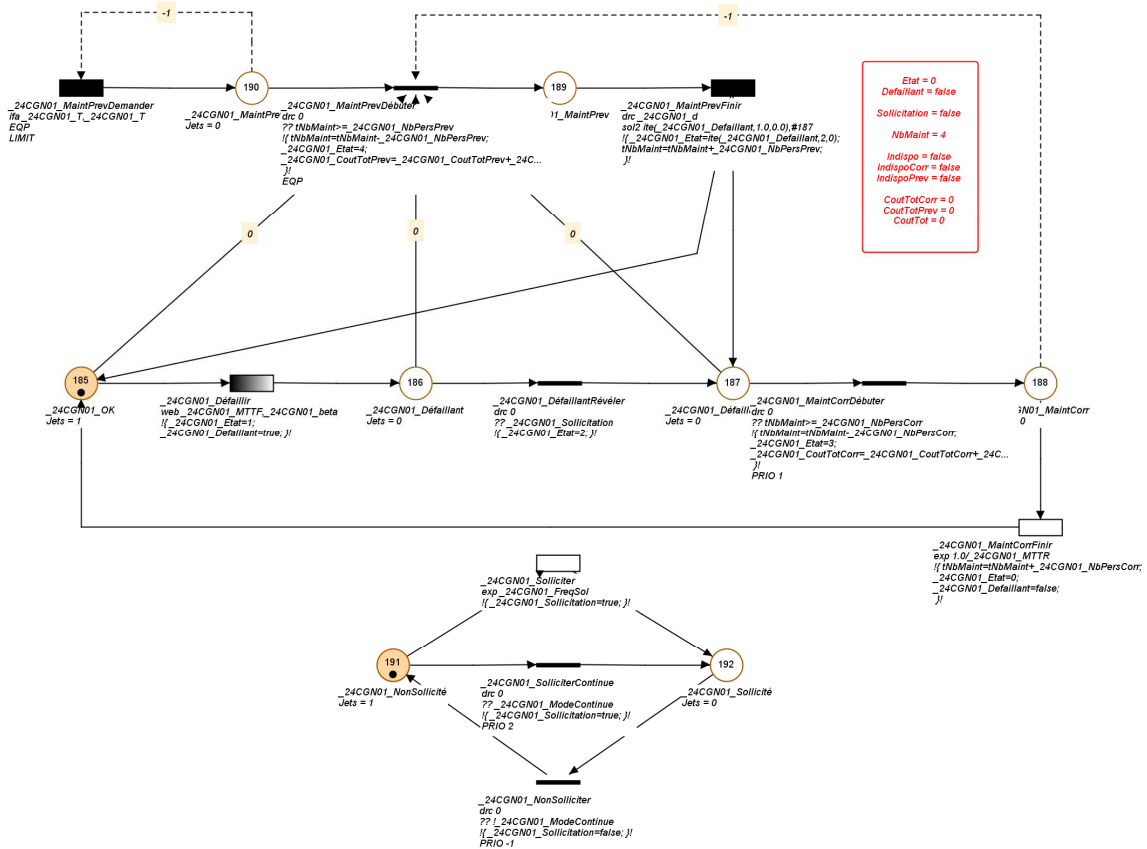 -1
-1
190
189
_24CGN01_MaintPrevDemander
ifa _24CGN01_T,_24CGN01_T
EQP
LIMIT
_24CGN01_MaintPre
Jets = 0
_24CGN01_MaintPrevDébuter
drc 0
?? tNbMaint>=_24CGN01_NbPersPrev
!{ tNbMaint=tNbMaint-_24CGN01_NbPersPrev;
_24CGN01_Etat=4;
_24CGN01_CoutTotPrev=_24CGN01_CoutTotPrev+_24C...
}!
EQP
01_MaintPrev
_24CGN01_MaintPrevFinir
drc _24CGN01_d
sol2 ite(_24CGN01_Defaillant,1.0,0.0),#187
!{_24CGN01_Etat=ite(_24CGN01_Defaillant,2,0);
tNbMaint=tNbMaint+_24CGN01_NbPersPrev;
}!
Etat = 0
Defaillant = false
Sollicitation = false
NbMaint = 4
Indispo = false
IndispoCorr = false
IndispoPrev = false
CoutTotCorr = 0
CoutTotPrev = 0
CoutTot = 0
0
0
0
185
186
187
188
_24CGN01_OK
Jets = 1
_24CGN01_Défaillir
web _24CGN01_MTTF,_24CGN01_beta
!{ _24CGN01_Etat=1;
_24CGN01_Defaillant=true; }!
_24CGN01_Défaillant
Jets = 0
_24CGN01_DéfaillantRévéler
drc 0
?? _24CGN01_Sollicitation
!{ _24CGN01_Etat=2; }!
_24CGN01_Défaill
Jets = 0
_24CGN01_MaintCorrDébuter
drc 0
?? tNbMaint>=_24CGN01_NbPersCorr
!{ tNbMaint=tNbMaint-_24CGN01_NbPersCorr;
_24CGN01_Etat=3;
_24CGN01_CoutTotCorr=_24CGN01_CoutTotCorr+_24C...
}!
PRIO 1
GN01_MaintCorr
0
_24CGN01_MaintCorrFinir
exp 1.0/_24CGN01_MTTR
!{ tNbMaint=tNbMaint+_24CGN01_NbPersCorr;
_24CGN01_Etat=0;
_24CGN01_Defaillant=false;
}!
_24CGN01_Solliciter
exp _24CGN01_FreqSol
!{ _24CGN01_Sollicitation=true; }!
191
192
_24CGN01_NonSollicité
Jets = 1
_24CGN01_SolliciterContinue
drc 0
?? _24CGN01_ModeContinue
!{ _24CGN01_Sollicitation=true; }!
PRIO 2
_24CGN01_Sollicité
Jets = 0
_24CGN01_NonSolliciter
drc 0
?? !_24CGN01_ModeContinue
!{ _24CGN01_Sollicitation=false; }!
PRIO -1